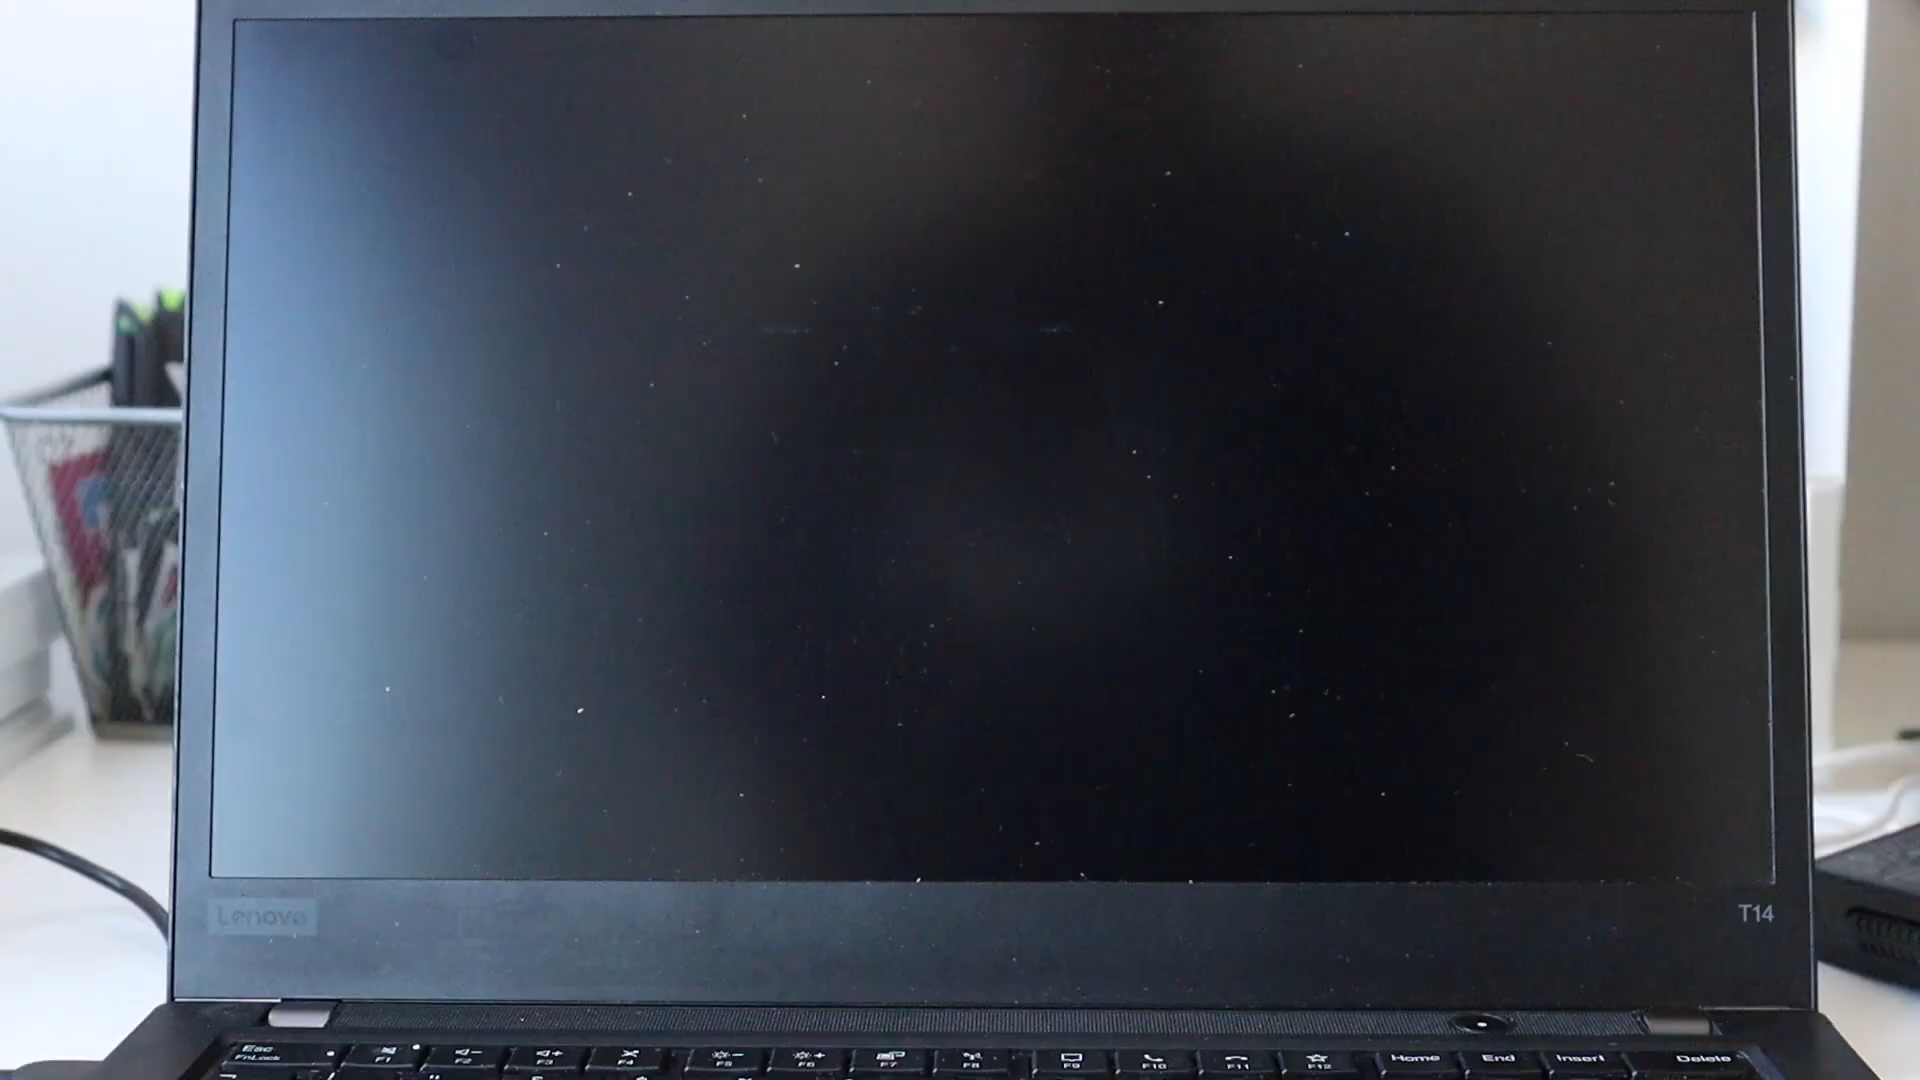 Lenovo
T14
Esc
FnLock
F1
F2
F3
F4
F5
F6
F7
F8
F9
F10
F11
F12
Home
End
Insert
Delete